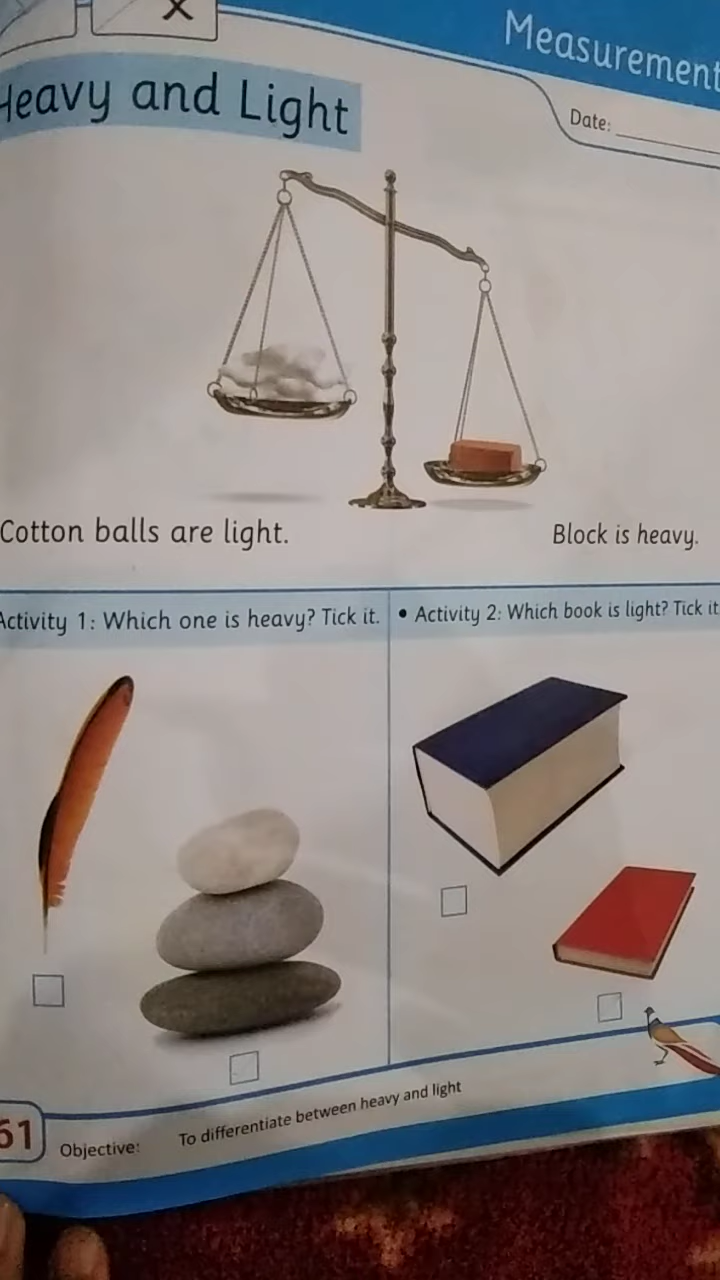 Measurement
Heavy and Light
Date:
Cotton balls are light.
Block is heavy.
Activity 1: Which one is heavy? Tick it.
• Activity 2: Which book is light? Tick it
61
Objective: To differentiate between heavy and light